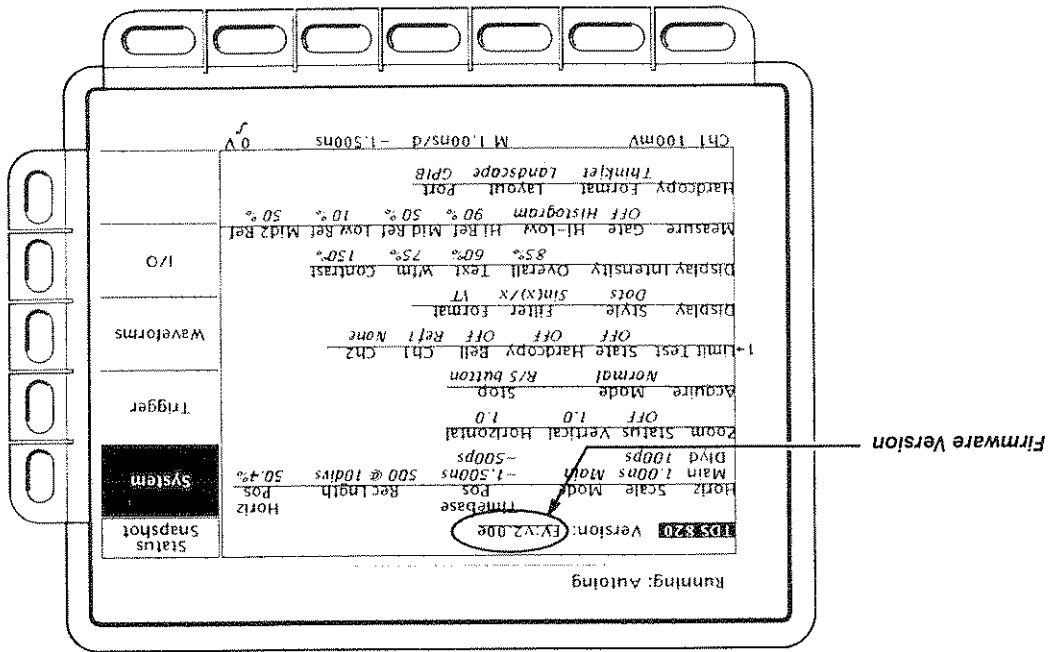 Running: Autoing
TDS 820 Version: FV:v2.00e
Timebase Horiz
Horiz Scale Mode Pos Rec Lngth Pos
Main 1.00ns Main -1.500ns 500 @ 10divs 50.4%
Dlyd 100ps -500ps
Zoom Status Vertical Horizontal
OFF 1.0 1.0
Acquire Mode Stop
Normal R/S button
1→Limit Test State Hardcopy Bell Ch1 Ch2
OFF OFF OFF Ref1 None
Display Style Filter Format
Dots Sin(x)/x VT
Display Intensity Overall Text Wfm Contrast
85% 60% 75% 150%
Measure Gate Hi-Low Hi Ref Mid Ref Low Ref Mid2 Ref
OFF Histogram 90% 50% 10% 50%
Hardcopy Format Layout Port
Thinkjet Landscape GPIB
Ch1 100mV M 1.00ns/d -1.500ns 0 V
Status
Snapshot
System
Trigger
Waveforms
I/O
Firmware Version